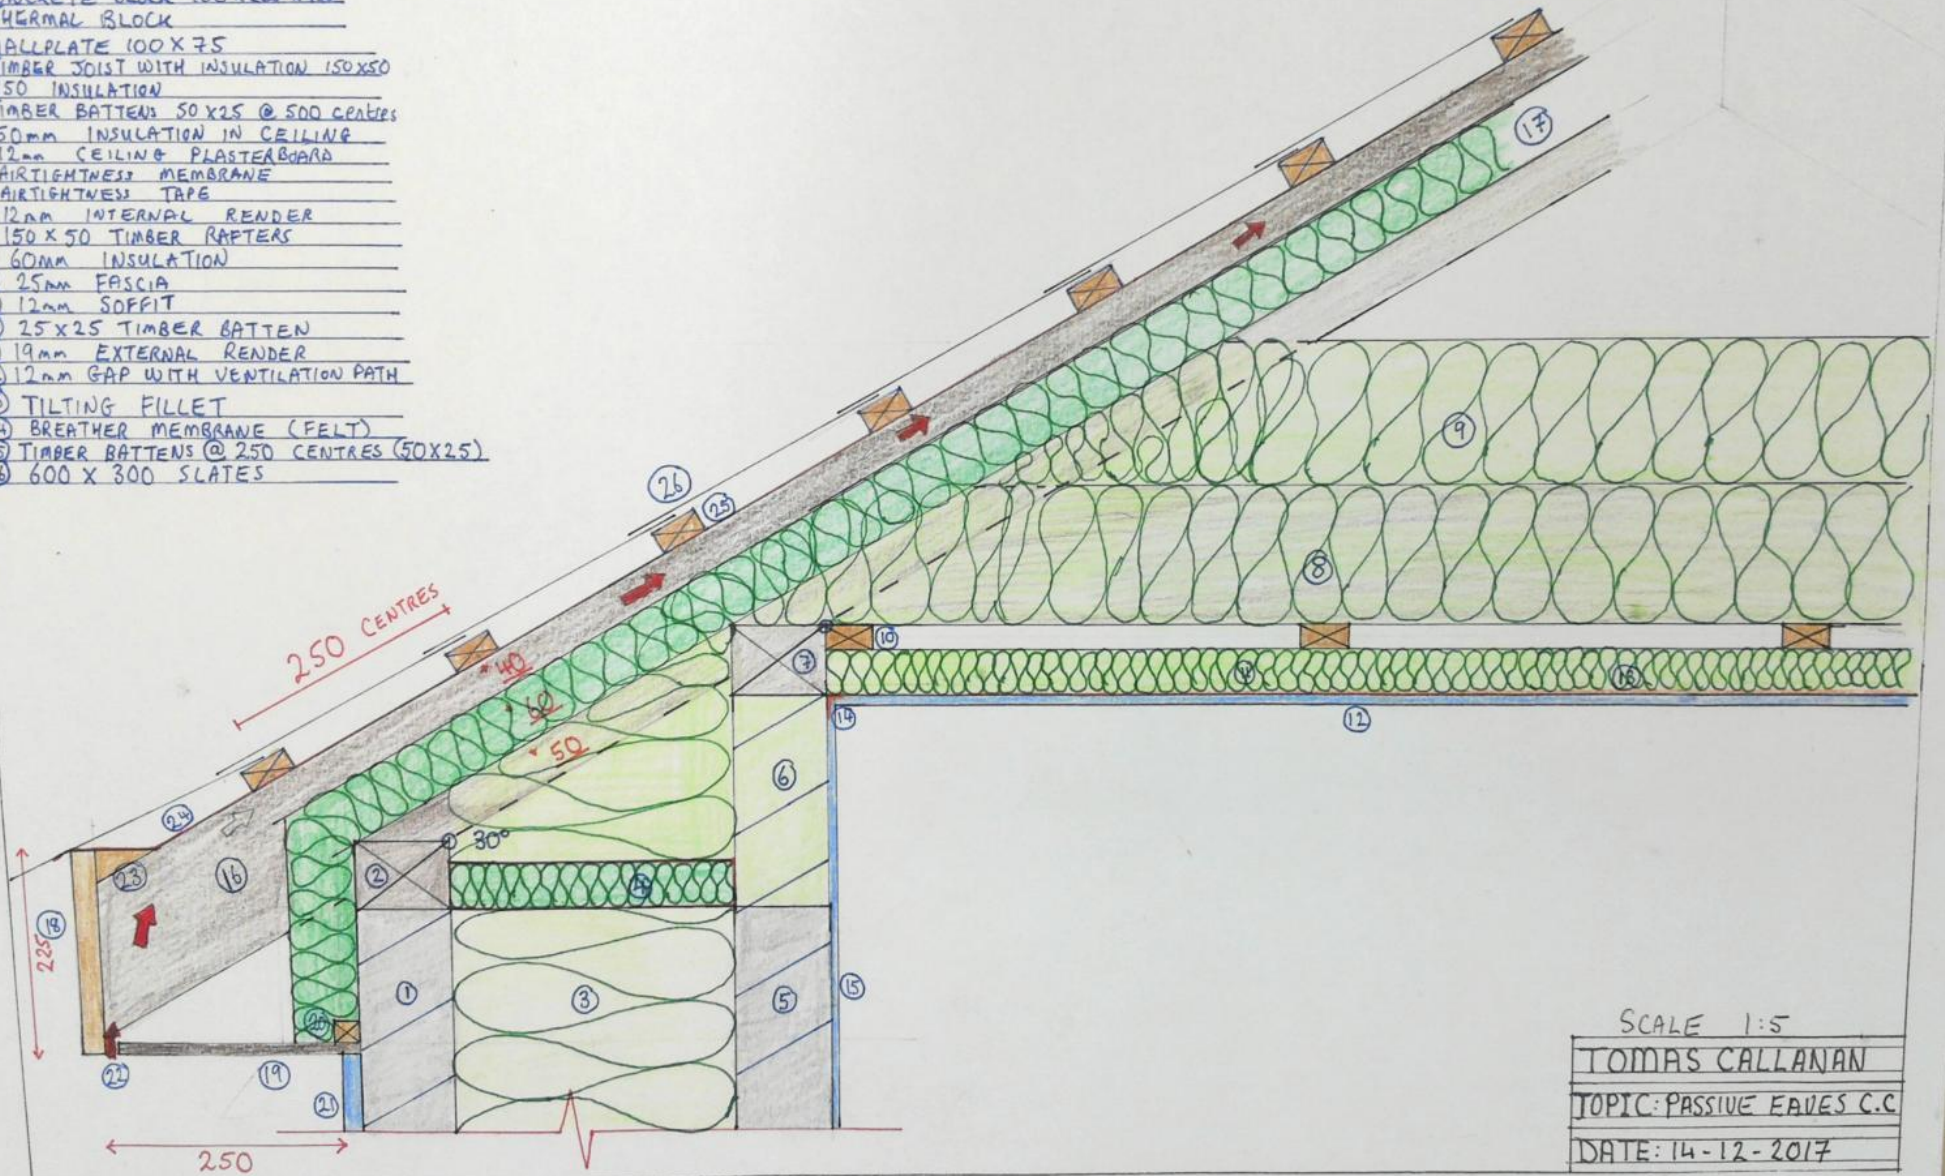 HERMAL BLOCK
ALLPLATE 100 X 75
IMBER JOIST WITH INSULATION 150X50
50 INSULATION
IMBER BATTENS 50 X25 @ 500 centres
50mm INSULATION IN CEILING
12mm CEILING PLASTERBOARD
AIRTIGHTNESS MEMBRANE
AIRTIGHTNESS TAPE
12mm INTERNAL RENDER
150 X 50 TIMBER RAFTERS
60mm INSULATION
25mm FASCIA
12mm SOFFIT
25 X 25 TIMBER BATTEN
19mm EXTERNAL RENDER
12mm GAP WITH VENTILATION PATH
TILTING FILLET
BREATHER MEMBRANE (FELT)
TIMBER BATTENS @ 250 CENTRES (50X25)
600 X 300 SLATES
17
9
26
25
8
250 CENTRES
10
7
40
60
14
12
50
6
24
30°
23
16
2
18
225
1
3
5
15
20
22
19
21
250
SCALE 1:5
TOMAS CALLANAN
TOPIC: PASSIVE EAVES C.C
DATE: 14-12-2017